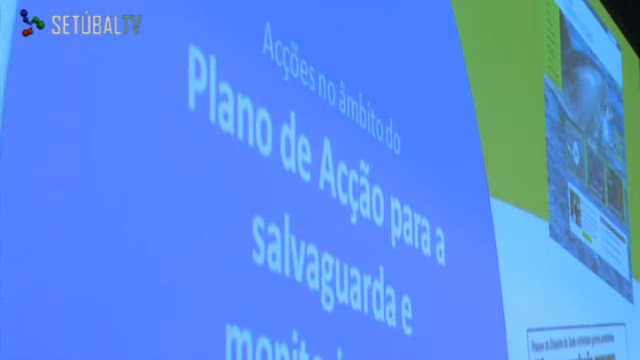 SETÚBALTV
Acções no âmbito do
Plano de Acção para a
salvaguarda e